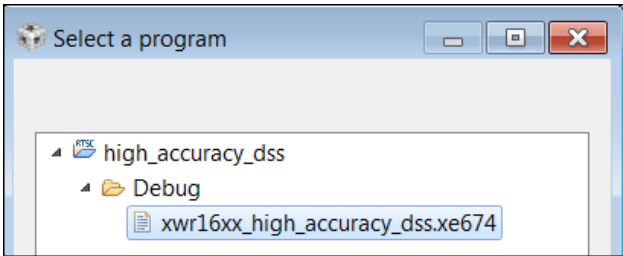 Select a program
RTSC
high_accuracy_dss
Debug
xwr16xx_high_accuracy_dss.xe674